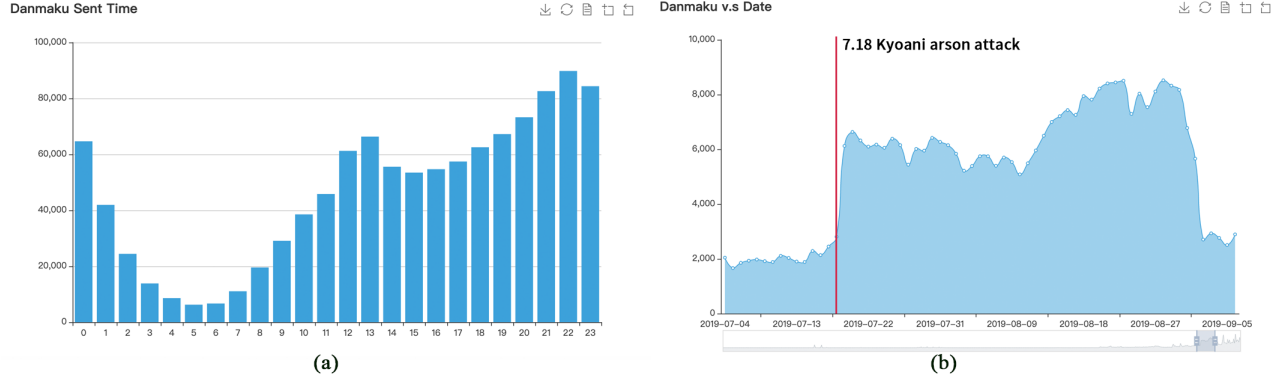 Danmaku Sent Time
100,000
80,000
60,000
40,000
20,000
0
0 1 2 3 4 5 6 7 8 9 10 11 12 13 14 15 16 17 18 19 20 21 22 23
(a)
Danmaku v.s Date
7.18 Kyoani arson attack
10,000
8,000
6,000
4,000
2,000
0
2019-07-04 2019-07-13 2019-07-22 2019-07-31 2019-08-09 2019-08-18 2019-08-27 2019-09-05
(b)